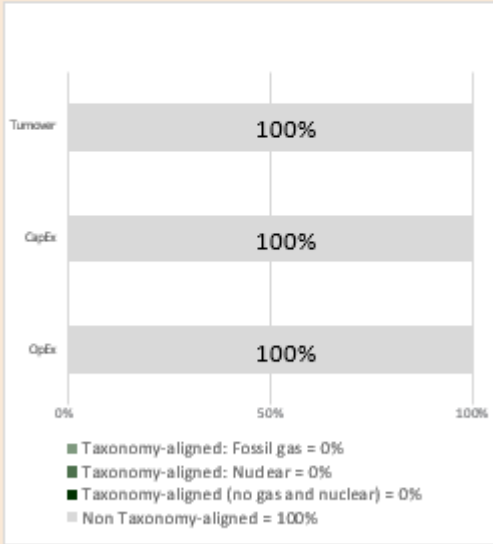 Turnover
100%
CapEx
100%
OpEx
100%
0% 50% 100%
Taxonomy-aligned: Fossil gas = 0%
Taxonomy-aligned: Nuclear = 0%
Taxonomy-aligned (no gas and nuclear) = 0%
Non Taxonomy-aligned = 100%